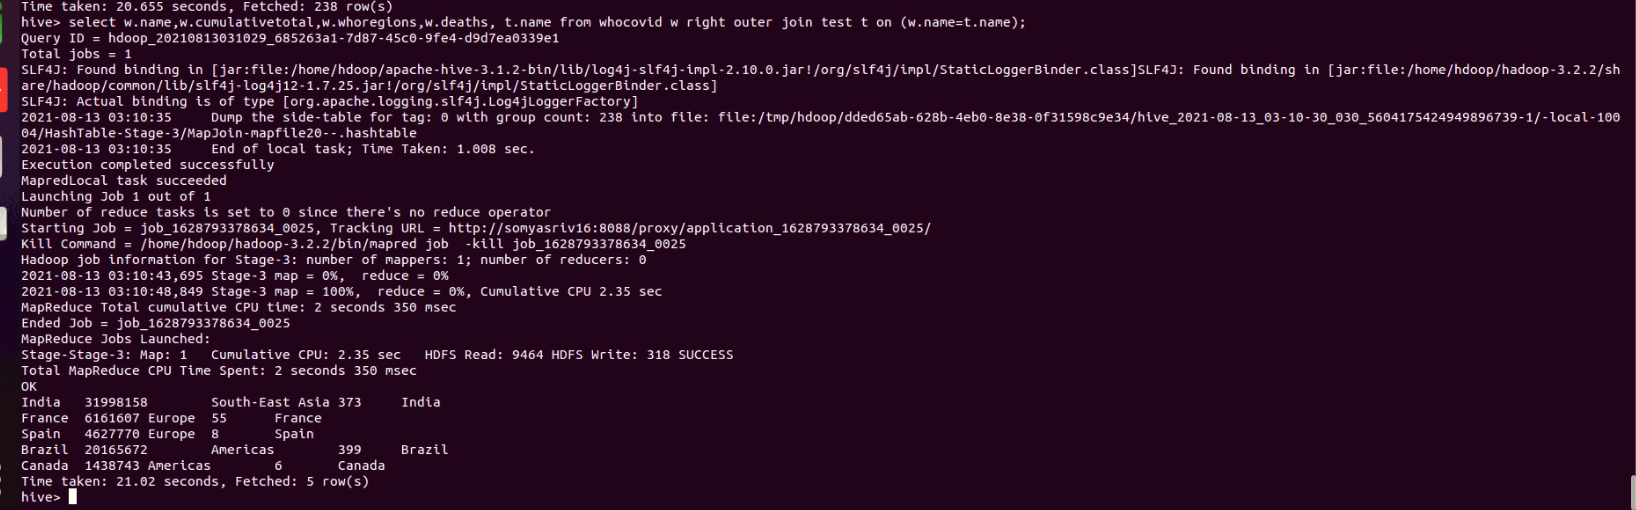 Time taken: 20.655 seconds, Fetched: 238 row(s)
hive> select w.name,w.cumulativetotal,w.whoregions,w.deaths, t.name from whocovid w right outer join test t on (w.name=t.name);
Query ID = hdoop_20210813031029_685263a1-7d87-45c0-9fe4-d9d7ea0339e1
Total jobs = 1
SLF4J: Found binding in [jar:file:/home/hdoop/apache-hive-3.1.2-bin/lib/log4j-slf4j-impl-2.10.0.jar!/org/slf4j/impl/StaticLoggerBinder.class]SLF4J: Found binding in [jar:file:/home/hdoop/hadoop-3.2.2/sh
are/hadoop/common/lib/slf4j-log4j12-1.7.25.jar!/org/slf4j/impl/StaticLoggerBinder.class]
SLF4J: Actual binding is of type [org.apache.logging.slf4j.Log4jLoggerFactory]
2021-08-13 03:10:35     Dump the side-table for tag: 0 with group count: 238 into file: file:/tmp/hdoop/dded65ab-628b-4eb0-8e38-0f31598c9e34/hive_2021-08-13_03-10-30_030_5604175424949896739-1/-local-100
04/HashTable-Stage-3/MapJoin-mapfile20--.hashtable
2021-08-13 03:10:35     End of local task; Time Taken: 1.008 sec.
Execution completed successfully
MapredLocal task succeeded
Launching Job 1 out of 1
Number of reduce tasks is set to 0 since there's no reduce operator
Starting Job = job_1628793378634_0025, Tracking URL = http://somyasriv16:8088/proxy/application_1628793378634_0025/
Kill Command = /home/hdoop/hadoop-3.2.2/bin/mapred job  -kill job_1628793378634_0025
Hadoop job information for Stage-3: number of mappers: 1; number of reducers: 0
2021-08-13 03:10:43,695 Stage-3 map = 0%,  reduce = 0%
2021-08-13 03:10:48,849 Stage-3 map = 100%,  reduce = 0%, Cumulative CPU 2.35 sec
MapReduce Total cumulative CPU time: 2 seconds 350 msec
Ended Job = job_1628793378634_0025
MapReduce Jobs Launched:
Stage-Stage-3: Map: 1   Cumulative CPU: 2.35 sec   HDFS Read: 9464 HDFS Write: 318 SUCCESS
Total MapReduce CPU Time Spent: 2 seconds 350 msec
OK
India   31998158        South-East Asia 373     India
France  6161607 Europe  55      France
Spain   4627770 Europe  8       Spain
Brazil  20165672        Americas        399     Brazil
Canada  1438743 Americas        6       Canada
Time taken: 21.02 seconds, Fetched: 5 row(s)
hive>